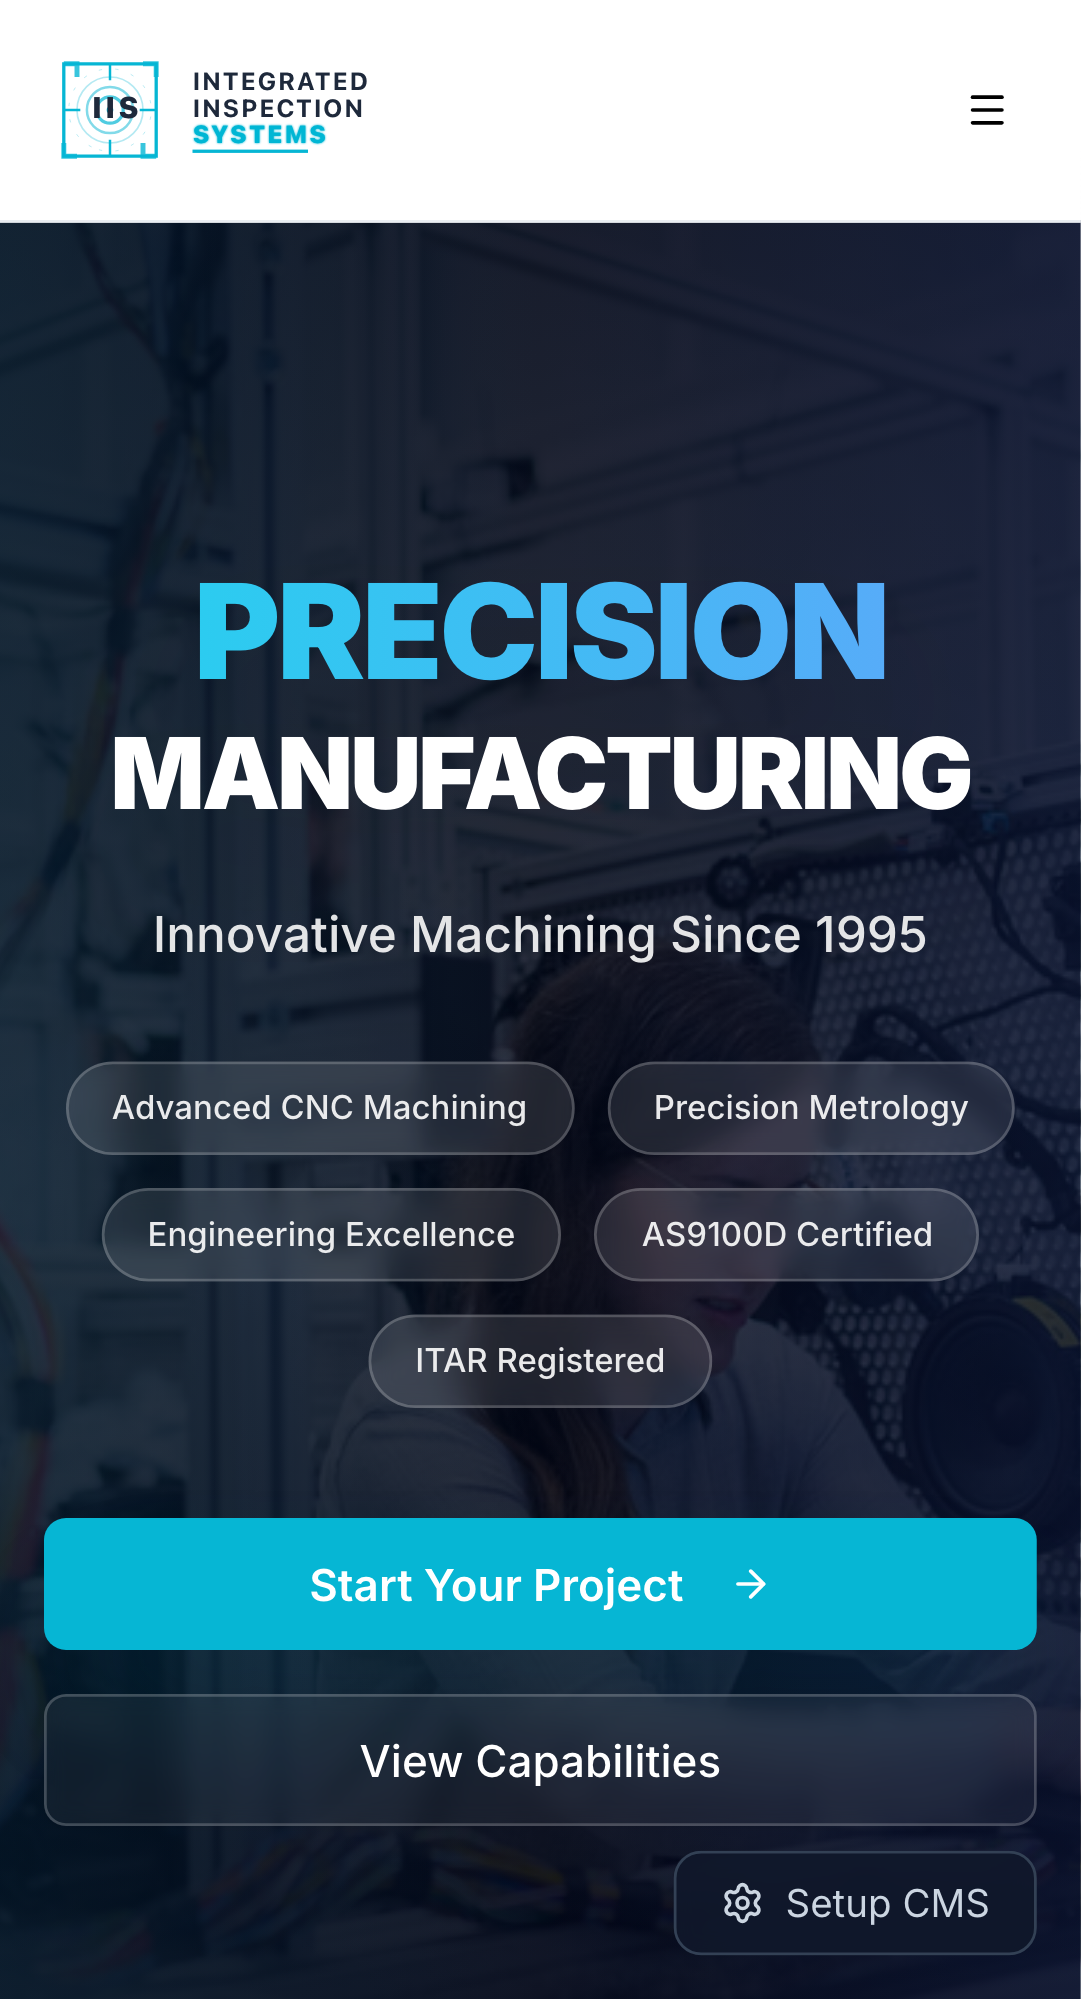 IIS
INTEGRATED
INSPECTION
SYSTEMS
PRECISION
MANUFACTURING
Innovative Machining Since 1995
Advanced CNC Machining
Precision Metrology
Engineering Excellence
AS9100D Certified
ITAR Registered
Start Your Project
View Capabilities
Setup CMS